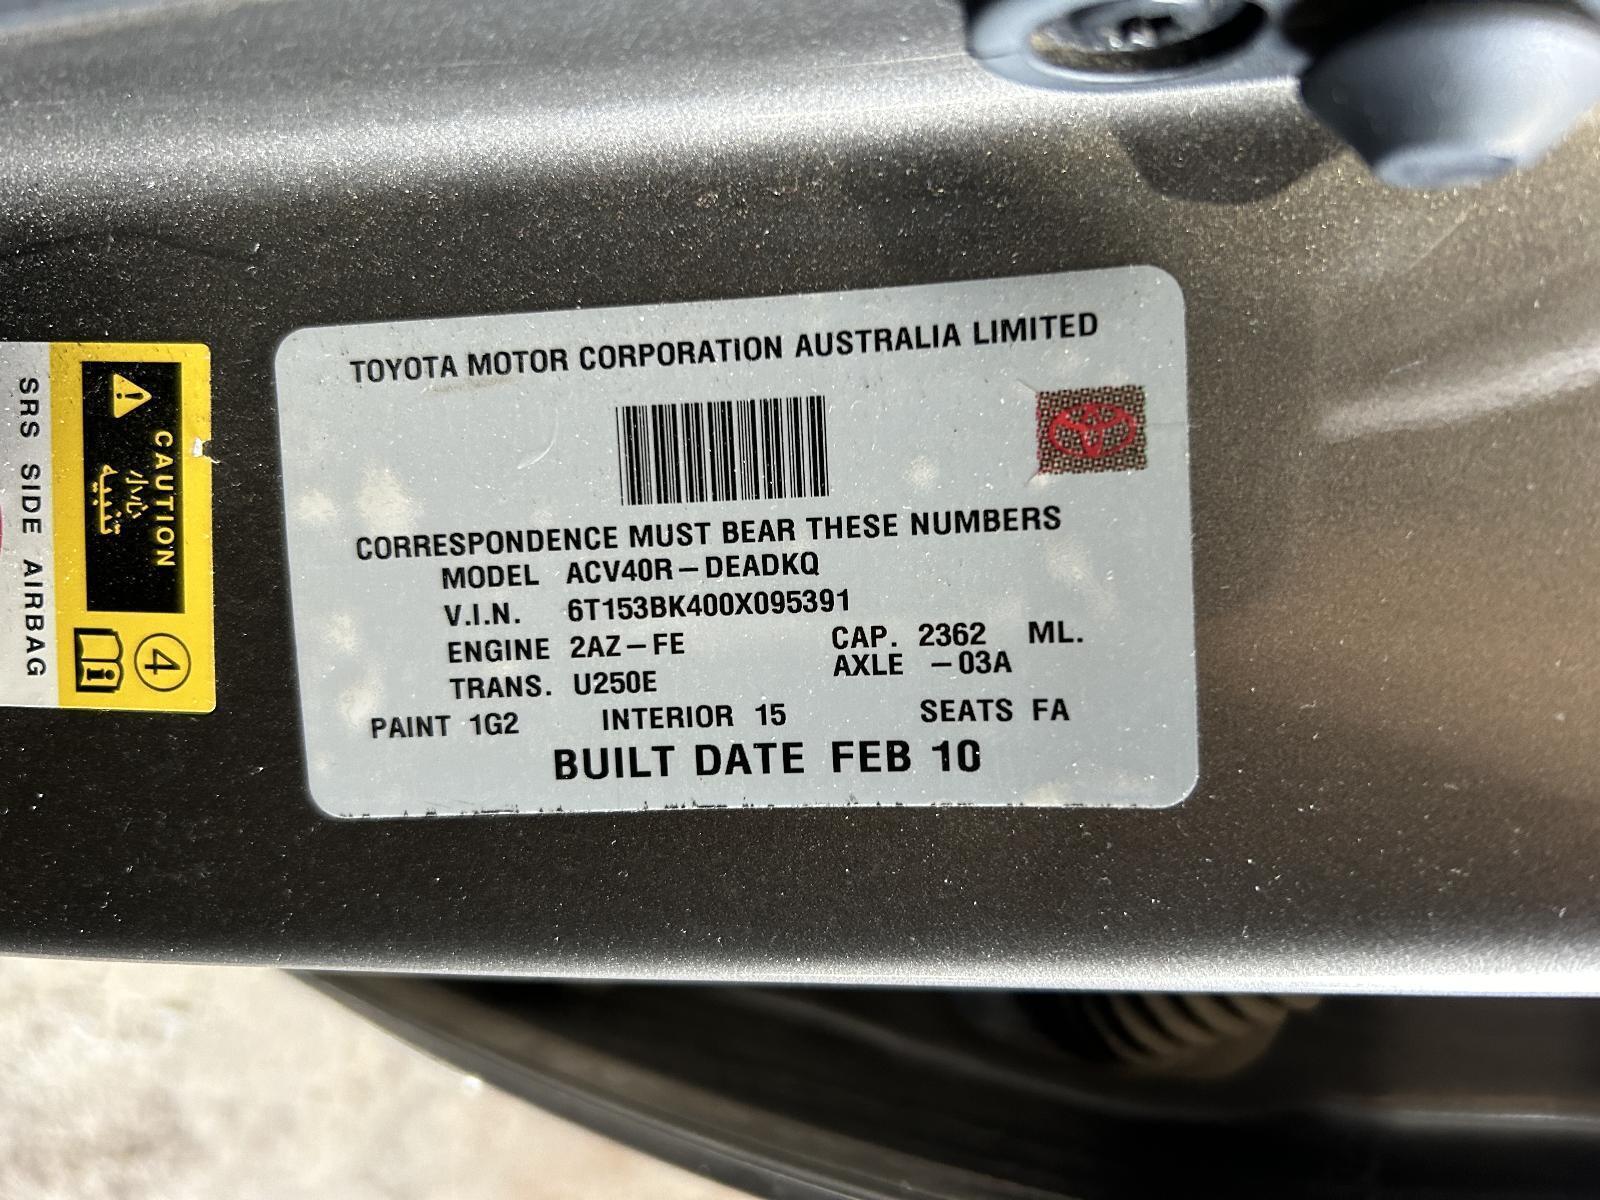 TOYOTA MOTOR CORPORATION AUSTRALIA LIMITED
CORRESPONDENCE MUST BEAR THESE NUMBERS
MODEL ACV40R-DEADKQ
V.I.N. 6T153BK400X095391
ENGINE 2AZ-FE CAP. 2362 ML.
TRANS. U250E AXLE -03A
PAINT 1G2 INTERIOR 15 SEATS FA
BUILT DATE FEB 10
CAUTION
小心
تنبيه
4
SRS SIDE AIRBAG